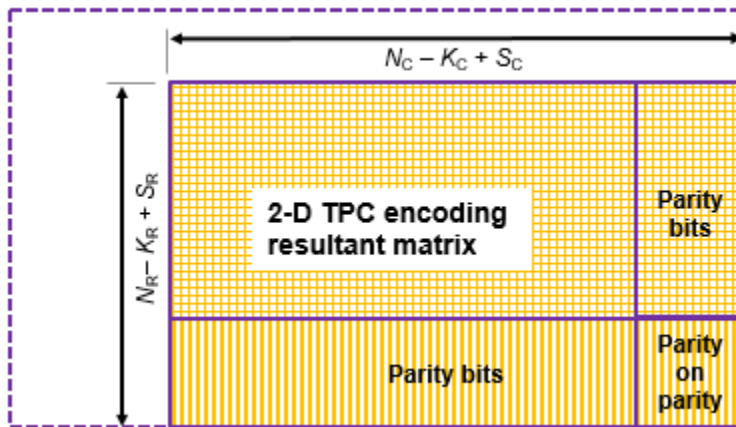 N_C – K_C + S_C
N_R– K_R + S_R
2-D TPC encoding
resultant matrix
Parity
bits
Parity bits
Parity
on
parity